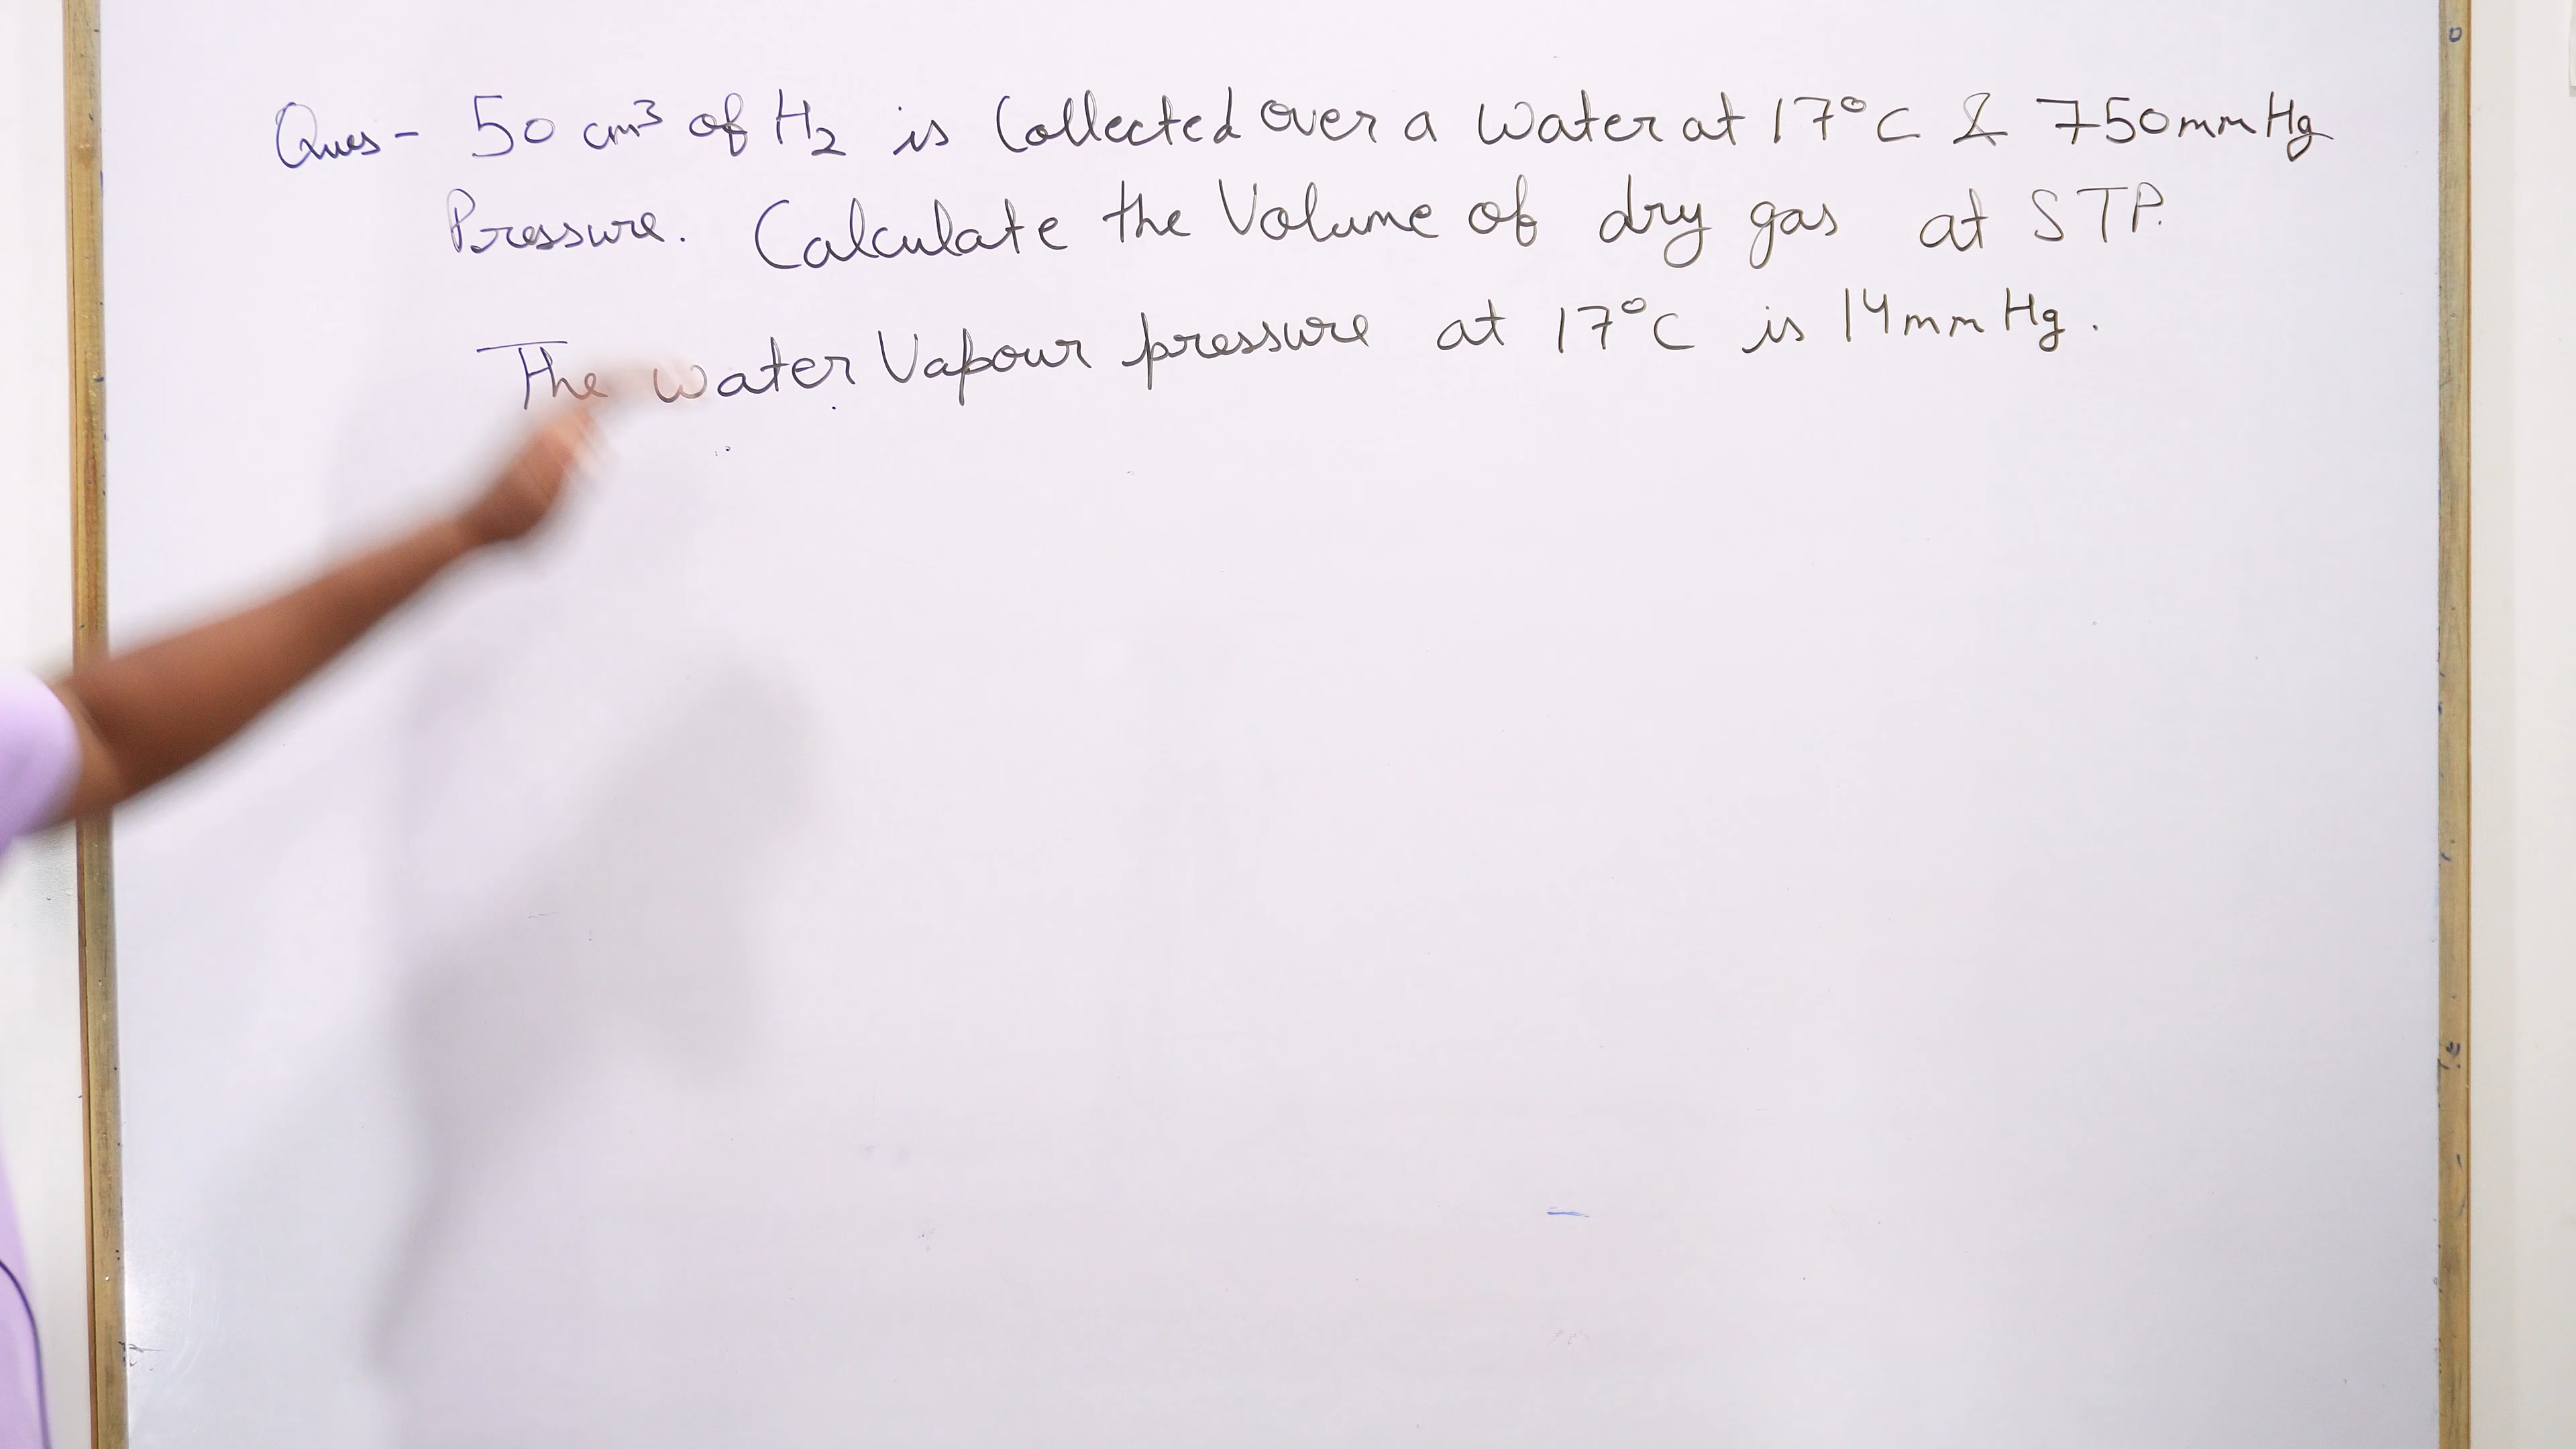 Ques - 50 cm³ of H₂ is Collected over a water at 17°C & 750mm Hg
Pressure. Calculate the Volume of dry gas at STP.
The water Vapour pressure at 17°C is 14mm Hg.